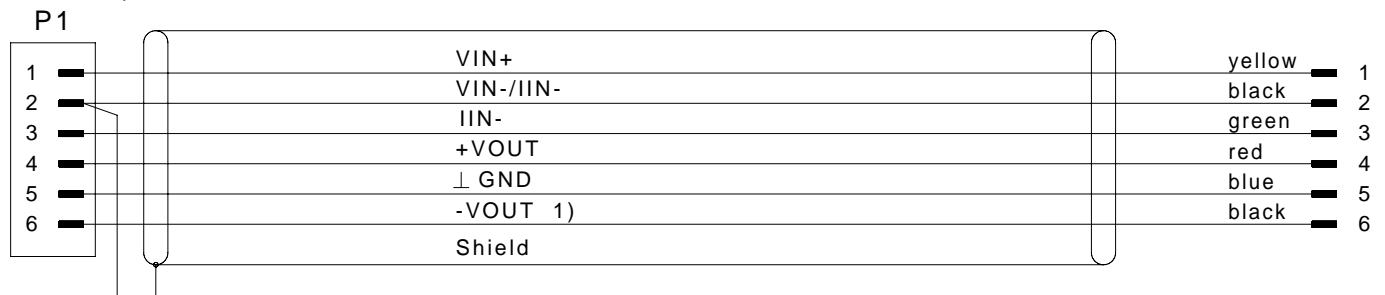 P1
1 VIN+ yellow 1
2 VIN-/IIN- black 2
3 IIN- green 3
4 +VOUT red 4
5 ⊥ GND blue 5
6 -VOUT 1) black 6
Shield